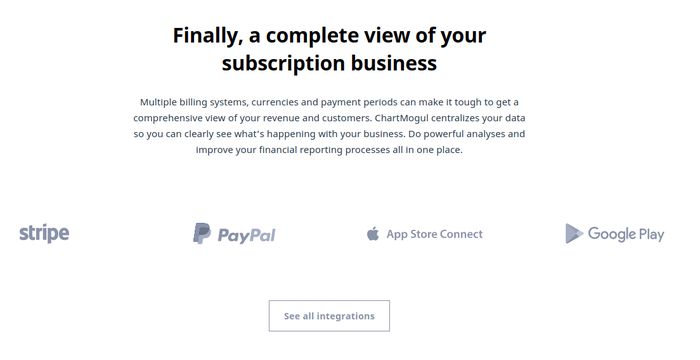 Finally, a complete view of your
subscription business
Multiple billing systems, currencies and payment periods can make it tough to get a
comprehensive view of your revenue and customers. ChartMogul centralizes your data
so you can clearly see what's happening with your business. Do powerful analyses and
improve your financial reporting processes all in one place.
stripe PayPal App Store Connect Google Play
See all integrations